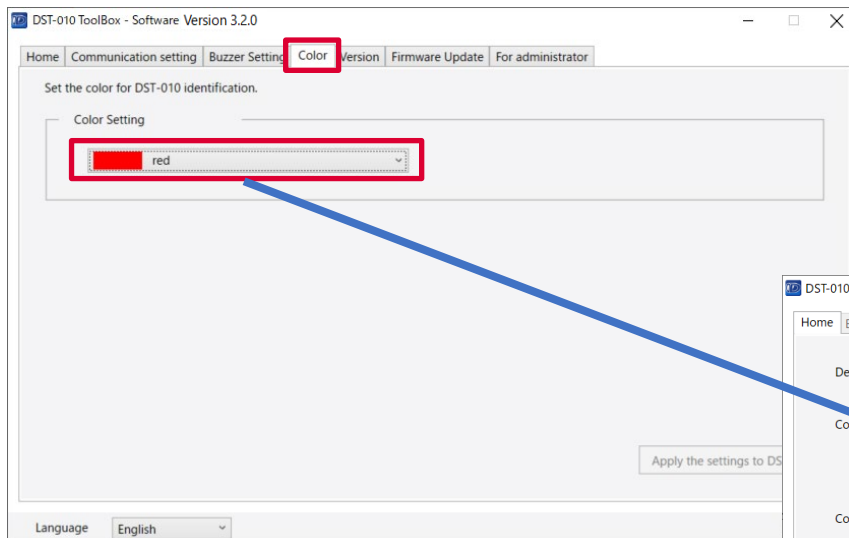 DST-010 ToolBox - Software Version 3.2.0
Home Communication setting Buzzer Setting Color Version Firmware Update For administrator
Set the color for DST-010 identification.
Color Setting
red
DST-010
Home
De
Co
Apply the settings to DS
Co
Language English